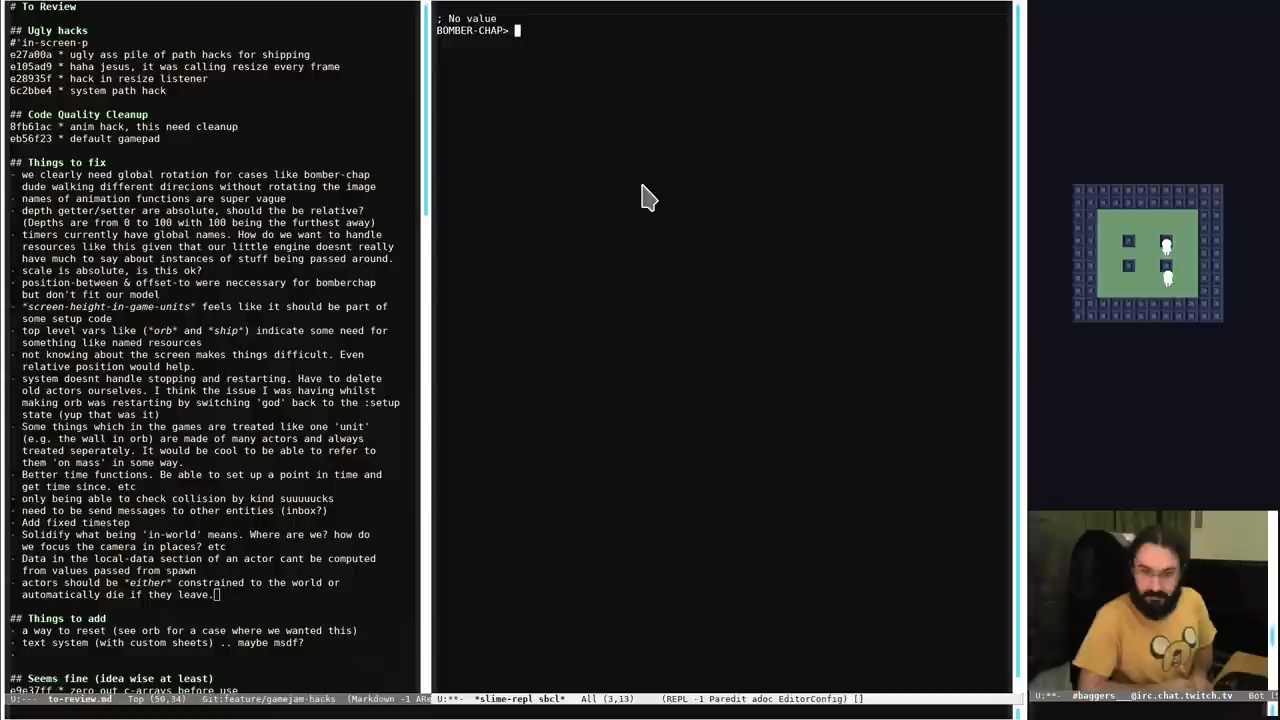 # To Review
## Ugly hacks
#'in-screen-p
e27a00a * ugly ass pile of path hacks for shipping
e105ad9 * haha jesus, it was calling resize every frame
e28935f * hack in resize listener
6c2bbe4 * system path hack
## Code Quality Cleanup
8fb61ac * anim hack, this need cleanup
eb56f23 * default gamepad
## Things to fix
- we clearly need global rotation for cases like bomber-chap
dude walking different direcions without rotating the image
- names of animation functions are super vague
- depth getter/setter are absolute, should the be relative?
(Depths are from 0 to 100 with 100 being the furthest away)
- timers currently have global names. How do we want to handle
resources like this given that our little engine doesnt really
have much to say about instances of stuff being passed around.
- scale is absolute, is this ok?
- position-between & offset-to were neccessary for bomberchap
but don't fit our model
- *screen-height-in-game-units* feels like it should be part of
some setup code
- top level vars like (*orb* and *ship*) indicate some need for
something like named resources
- not knowing about the screen makes things difficult. Even
relative position would help.
- system doesnt handle stopping and restarting. Have to delete
old actors ourselves. I think the issue I was having whilst
making orb was restarting by switching 'god' back to the :setup
state (yup that was it)
- Some things which in the games are treated like one 'unit'
(e.g. the wall in orb) are made of many actors and always
treated seperately. It would be cool to be able to refer to
them 'on mass' in some way.
- Better time functions. Be able to set up a point in time and
get time since. etc
- only being able to check collision by kind suuuuucks
- need to be send messages to other entities (inbox?)
- Add fixed timestep
- Solidify what being 'in-world' means. Where are we? how do
we focus the camera in places? etc
- Data in the local-data section of an actor cant be computed
from values passed from spawn
- actors should be *either* constrained to the world or
automatically die if they leave.
## Things to add
- a way to reset (see orb for a case where we wanted this)
- text system (with custom sheets) .. maybe msdf?
-
## Seems fine (idea wise at least)
e9e37ff * zero out c-arrays before use
U:--- to-review.md Top (50,34) Git:feature/gamejam-hacks (Markdown -1 ARe
; No value
BOMBER-CHAP>
U:**- *slime-repl sbcl* All (3,13) (REPL -1 Paredit adoc EditorConfig) []
U:**- #baggers__@irc.chat.twitch.tv Bot